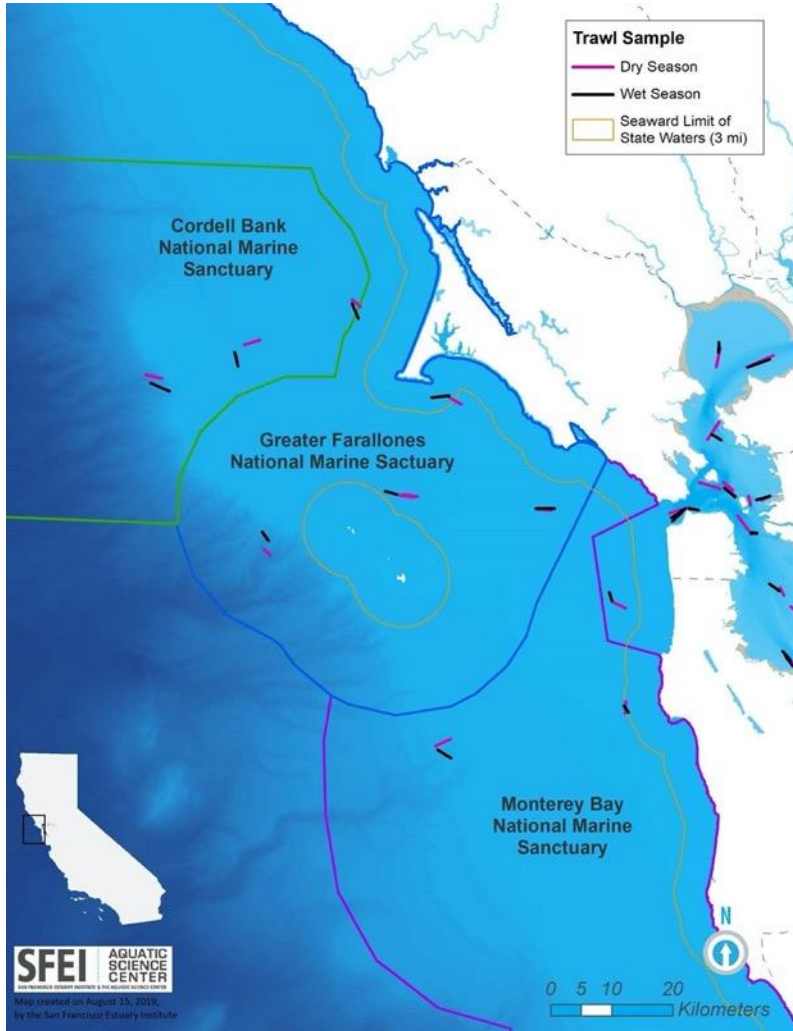 Trawl Sample
Dry Season
Wet Season
Seaward Limit of
State Waters (3 mi)
Cordell Bank
National Marine
Sanctuary
Greater Farallones
National Marine Sactuary
Monterey Bay
National Marine
Sanctuary
N
0 5 10 20
Kilometers
SFEI
AQUATIC
SCIENCE
CENTER
SAN FRANCISCO ESTUARY INSTITUTE & THE AQUATIC SCIENCE CENTER
Map created on August 15, 2019,
by the San Francisco Estuary Institute